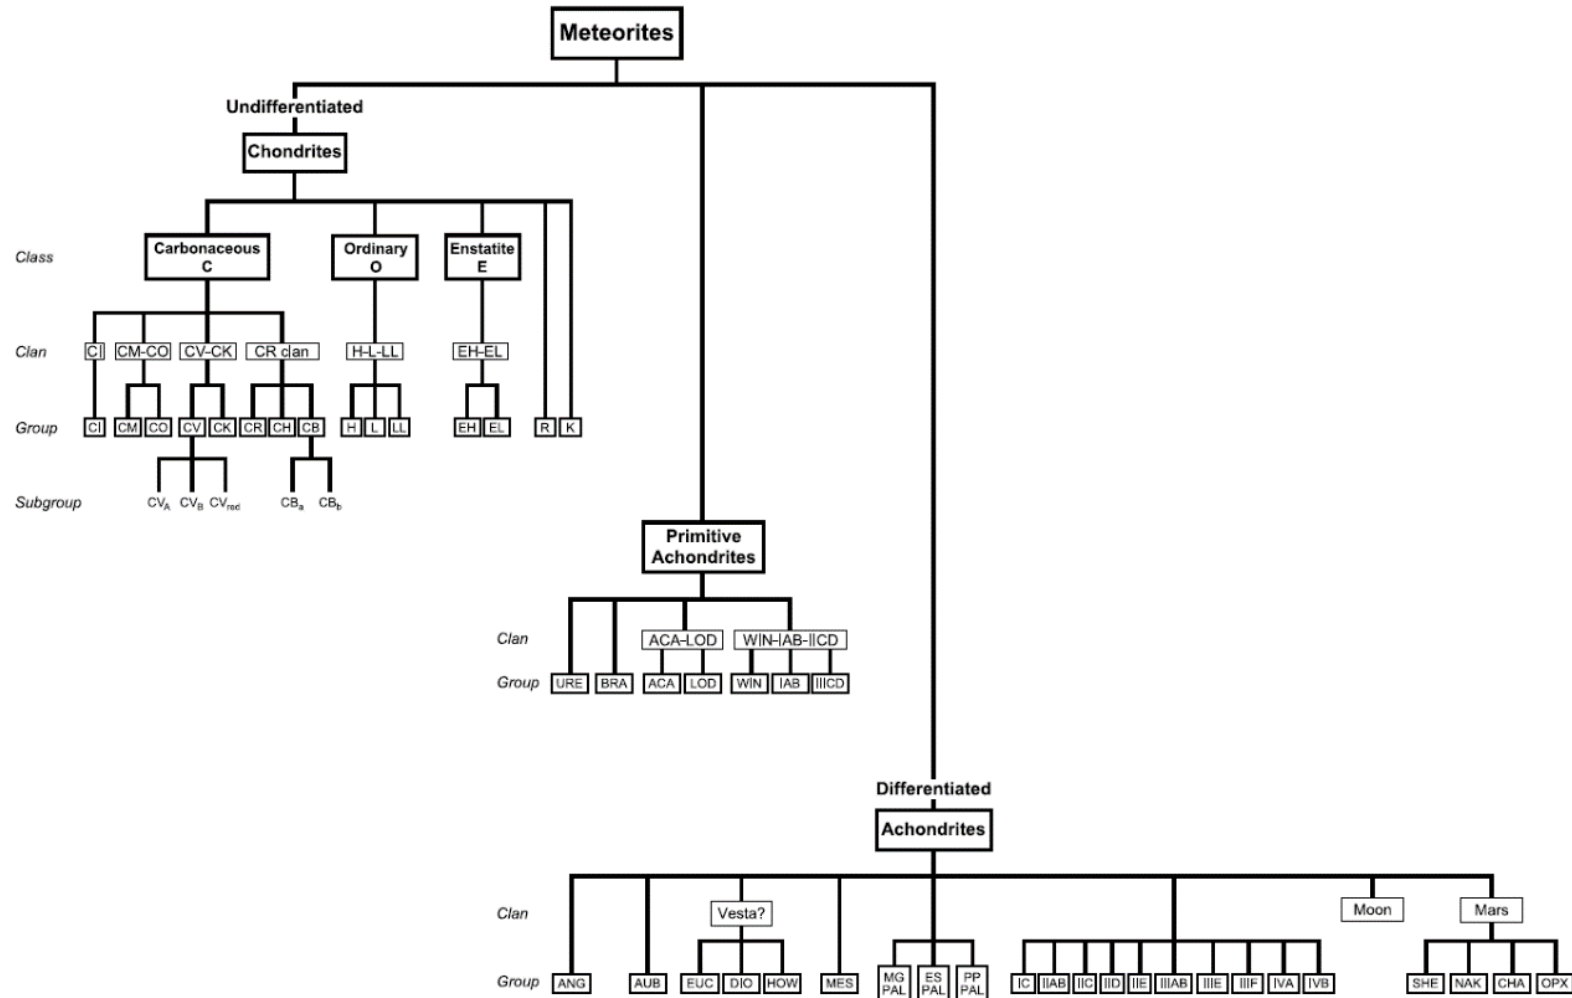 Meteorites
Undifferentiated
Chondrites
Class
Carbonaceous
C
Ordinary
O
Enstatite
E
Clan
CI
CM-CO
CV-CK
CR clan
H-L-LL
EH-EL
Group
CI
CM
CO
CV
CK
CR
CH
CB
H
L
LL
EH
EL
R
K
Subgroup
CVA
CVB
CVred
CBa
CBb
Primitive
Achondrites
Clan
ACA-LOD
WIN-IAB-IICD
Group
URE
BRA
ACA
LOD
WIN
IAB
IIICD
Differentiated
Achondrites
Clan
Vesta?
Moon
Mars
Group
ANG
AUB
EUC
DIO
HOW
MES
MG
PAL
ES
PAL
PP
PAL
IC
IIAB
IIC
IID
IIE
IIIAB
IIIE
IIIF
IVA
IVB
SHE
NAK
CHA
OPX